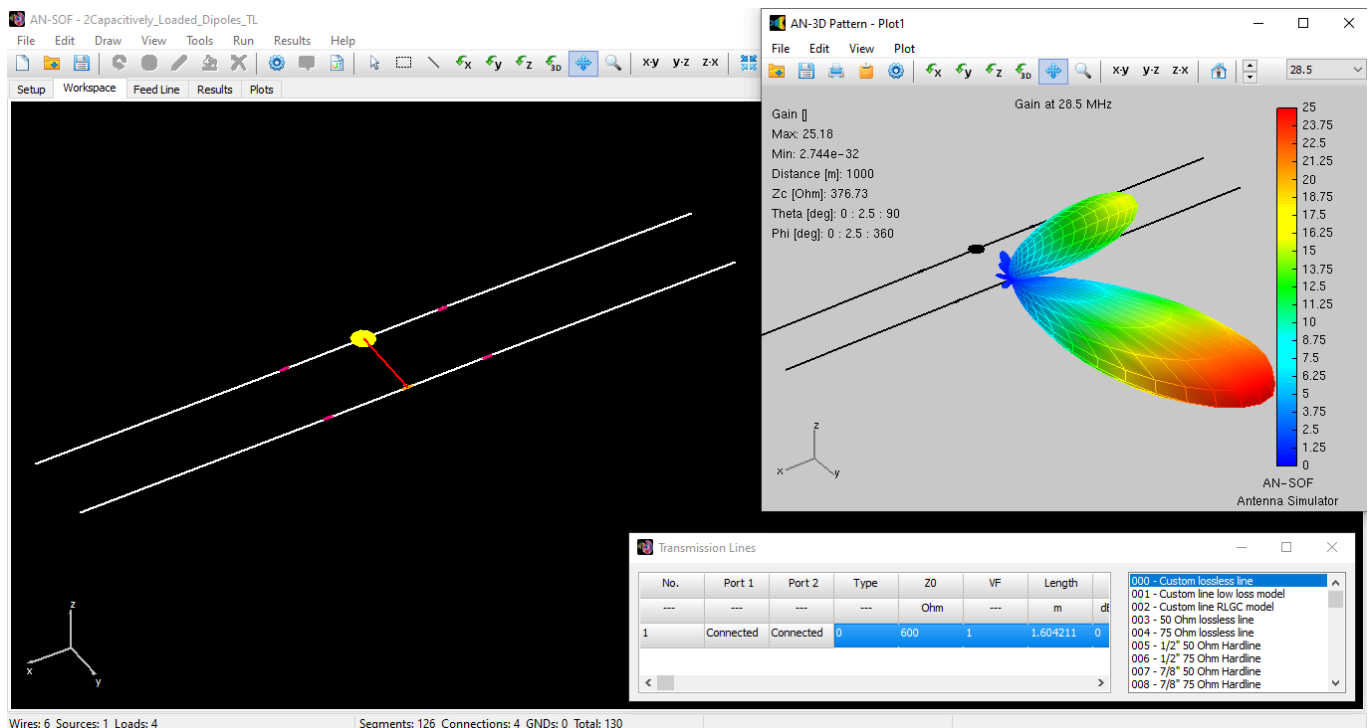 AN-SOF - 2Capacitively_Loaded_Dipoles_TL
File Edit Draw View Tools Run Results Help
3D x·y y·z z·x
Setup Workspace Feed Line Results Plots
z
x
y
AN-3D Pattern - Plot1
File Edit View Plot
x y z 3D x·y y·z z·x 28.5
Gain at 28.5 MHz
Gain []
Max: 25.18
Min: 2.744e-32
Distance [m]: 1000
Zc [Ohm]: 376.73
Theta [deg]: 0 : 2.5 : 90
Phi [deg]: 0 : 2.5 : 360
25
23.75
22.5
21.25
20
18.75
17.5
16.25
15
13.75
12.5
11.25
10
8.75
7.5
6.25
5
3.75
2.5
1.25
0
z
x
y
AN-SOF
Antenna Simulator
Transmission Lines
No. Port 1 Port 2 Type Z0 VF Length
--- --- --- --- Ohm --- m
1 Connected Connected 0 600 1 1.604211 0
000 - Custom lossless line
001 - Custom line low loss model
002 - Custom line RLGC model
003 - 50 Ohm lossless line
004 - 75 Ohm lossless line
005 - 1/2" 50 Ohm Hardline
006 - 1/2" 75 Ohm Hardline
007 - 7/8" 50 Ohm Hardline
008 - 7/8" 75 Ohm Hardline
Wires: 6 Sources: 1 Loads: 4 Segments: 126 Connections: 4 GNDs: 0 Total: 130